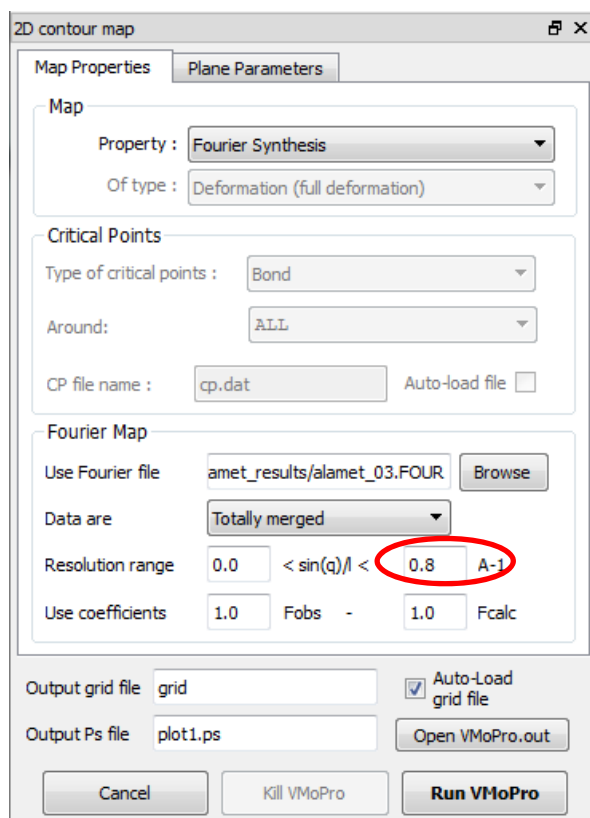 2D contour map
Map Properties Plane Parameters
Map
Property : Fourier Synthesis
Of type : Deformation (full deformation)
Critical Points
Type of critical points : Bond
Around: ALL
CP file name : cp.dat Auto-load file
Fourier Map
Use Fourier file amet_results/alamet_03.FOUR Browse
Data are Totally merged
Resolution range 0.0 < sin(q)/l < 0.8 A-1
Use coefficients 1.0 Fobs - 1.0 Fcalc
Output grid file grid Auto-Load grid file
Output Ps file plot1.ps Open VMoPro.out
Cancel Kill VMoPro Run VMoPro